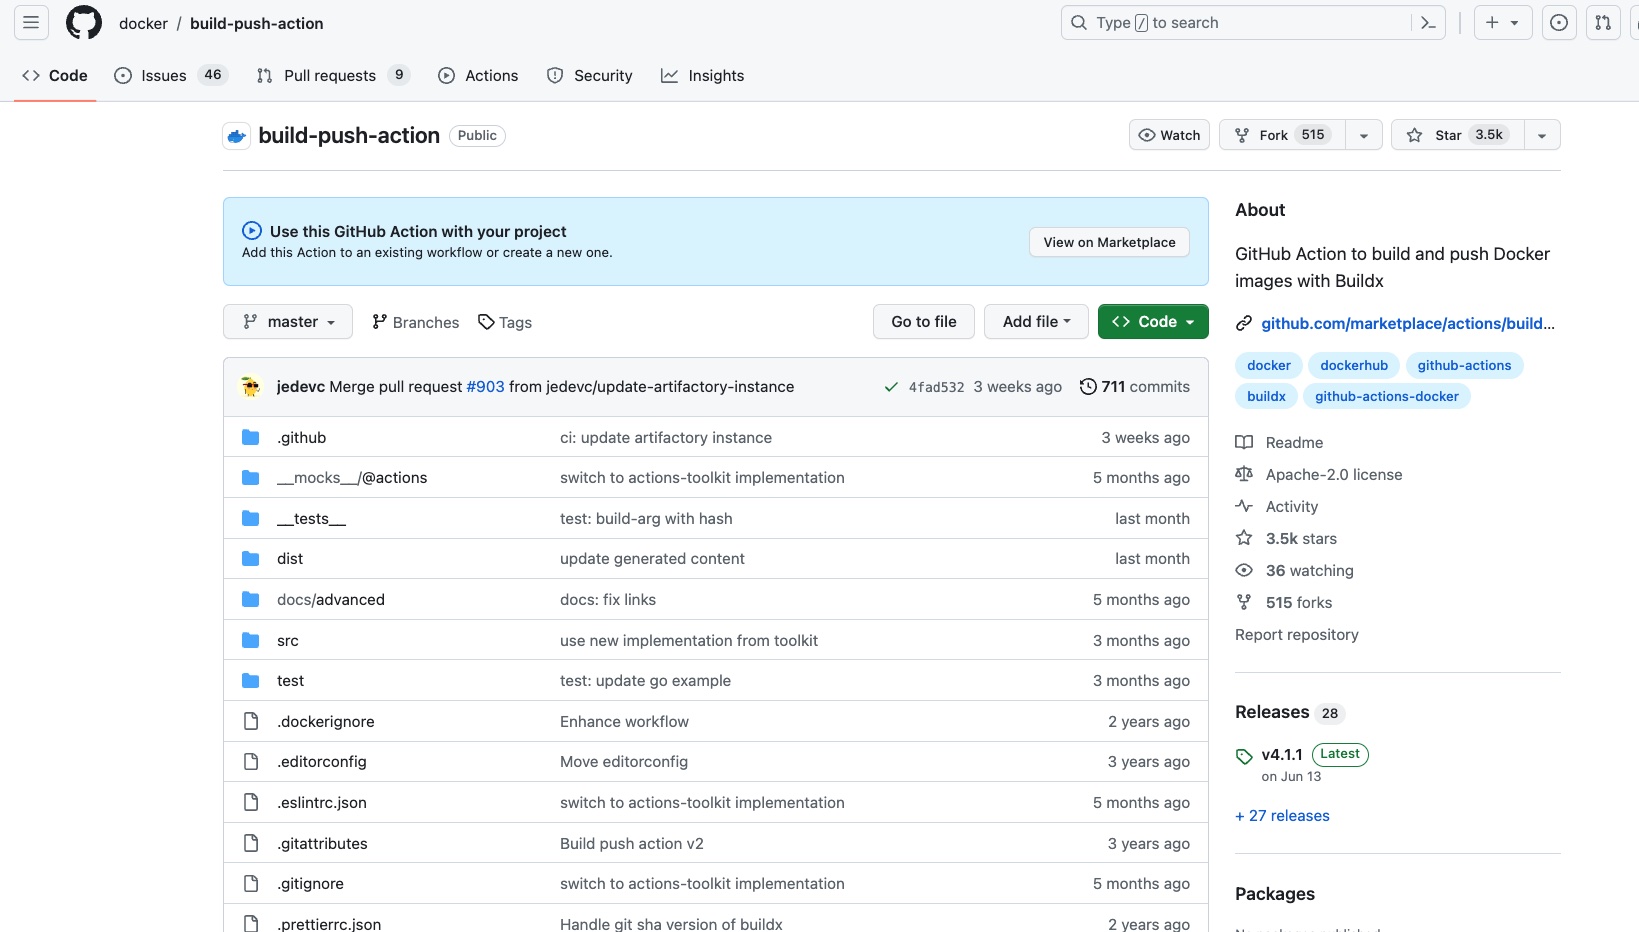 docker / build-push-action
Type / to search
Code
Issues 46
Pull requests 9
Actions
Security
Insights
build-push-action Public
Watch
Fork 515
Star 3.5k
Use this GitHub Action with your project
Add this Action to an existing workflow or create a new one.
View on Marketplace
master
Branches
Tags
Go to file
Add file
Code
jedevc Merge pull request #903 from jedevc/update-artifactory-instance
4fad532 3 weeks ago
711 commits
.github ci: update artifactory instance 3 weeks ago
__mocks__/@actions switch to actions-toolkit implementation 5 months ago
__tests__ test: build-arg with hash last month
dist update generated content last month
docs/advanced docs: fix links 5 months ago
src use new implementation from toolkit 3 months ago
test test: update go example 3 months ago
.dockerignore Enhance workflow 2 years ago
.editorconfig Move editorconfig 3 years ago
.eslintrc.json switch to actions-toolkit implementation 5 months ago
.gitattributes Build push action v2 3 years ago
.gitignore switch to actions-toolkit implementation 5 months ago
.prettierrc.json Handle git sha version of buildx 2 years ago
About
GitHub Action to build and push Docker
images with Buildx
github.com/marketplace/actions/build...
docker dockerhub github-actions
buildx github-actions-docker
Readme
Apache-2.0 license
Activity
3.5k stars
36 watching
515 forks
Report repository
Releases 28
v4.1.1 Latest
on Jun 13
+ 27 releases
Packages